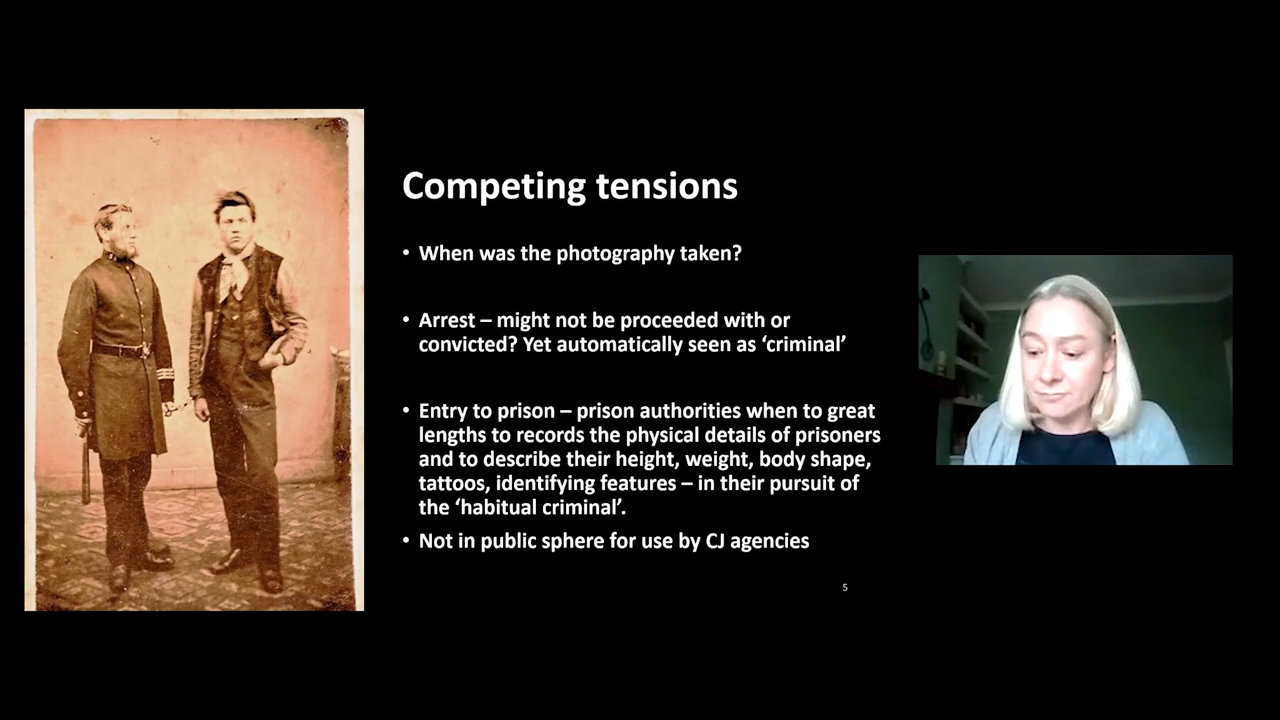 Competing tensions
• When was the photography taken?
• Arrest – might not be proceeded with or
convicted? Yet automatically seen as ‘criminal’
• Entry to prison – prison authorities when to great
lengths to records the physical details of prisoners
and to describe their height, weight, body shape,
tattoos, identifying features – in their pursuit of
the ‘habitual criminal’.
• Not in public sphere for use by CJ agencies
5